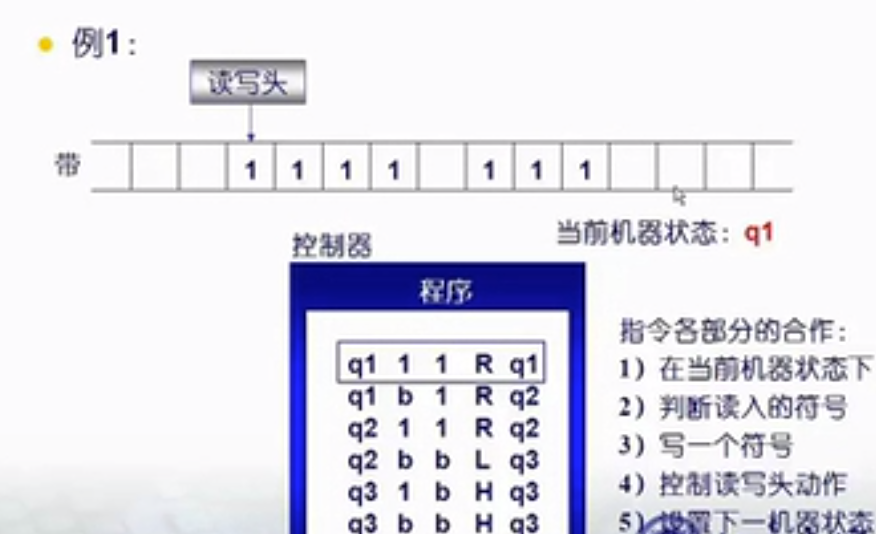 例1：
读写头
带 1 1 1 1 1 1 1
当前机器状态：q1
控制器
程序
q1 1 1 R q1
q1 b 1 R q2
q2 1 1 R q2
q2 b b L q3
q3 1 b H q3
q3 b b H q3
指令各部分的合作：
1）在当前机器状态下
2）判断读入的符号
3）写一个符号
4）控制读写头动作
5）设置下一机器状态